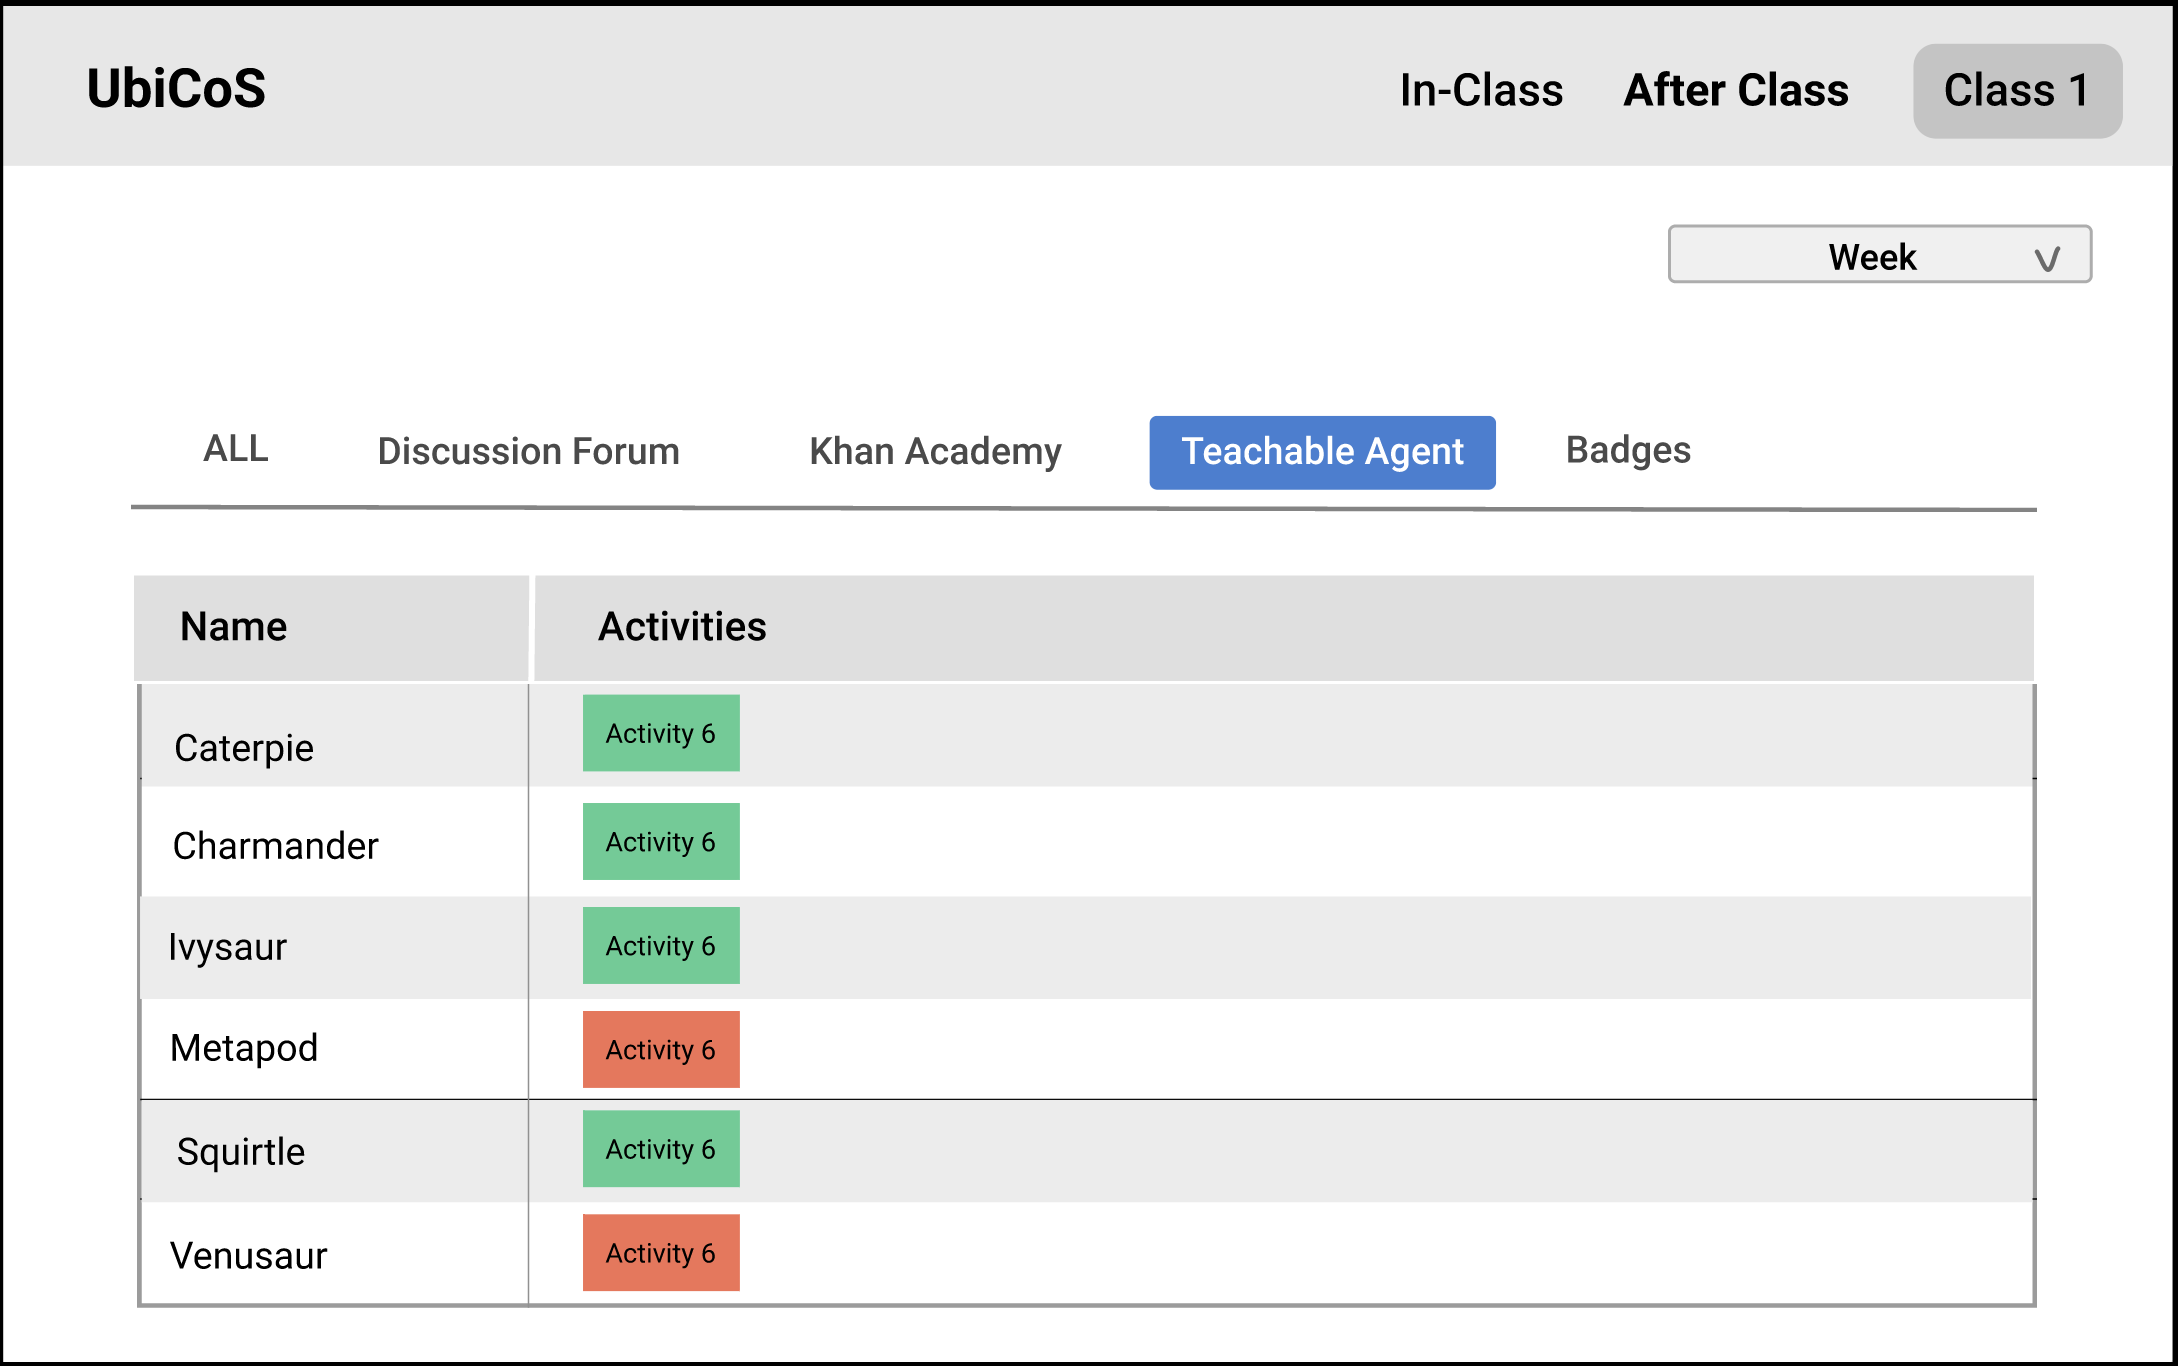 UbiCoS In-Class After Class Class 1
Week
ALL Discussion Forum Khan Academy Teachable Agent Badges
Name Activities
Caterpie Activity 6
Charmander Activity 6
Ivysaur Activity 6
Metapod Activity 6
Squirtle Activity 6
Venusaur Activity 6